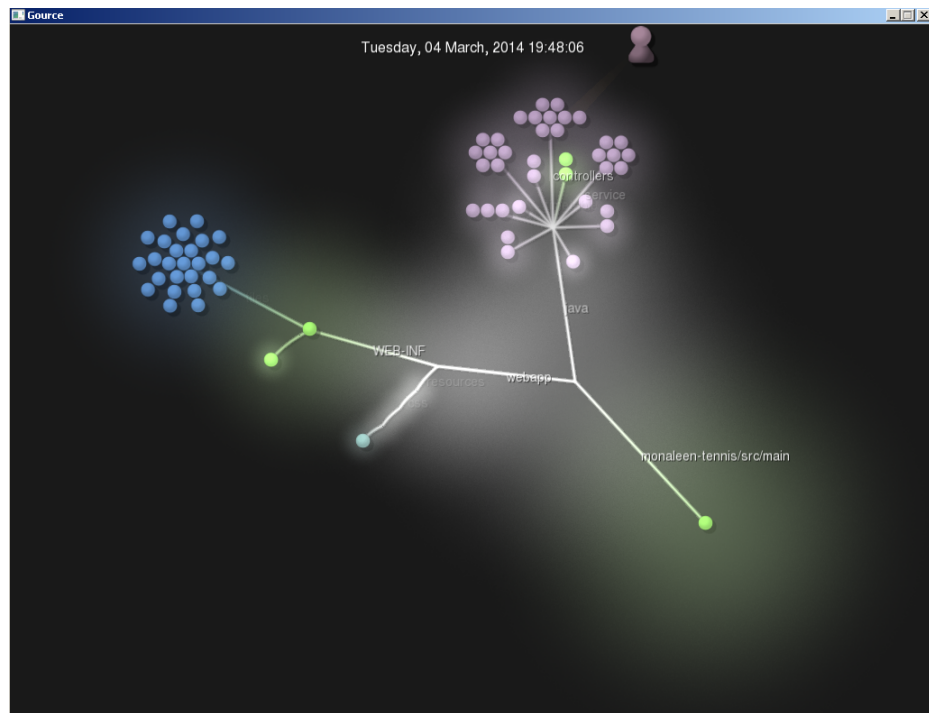 Gource
Tuesday, 04 March, 2014 19:48:06
controllers
service
java
WEB-INF
webapp
resources
monaleen-tennis/src/main